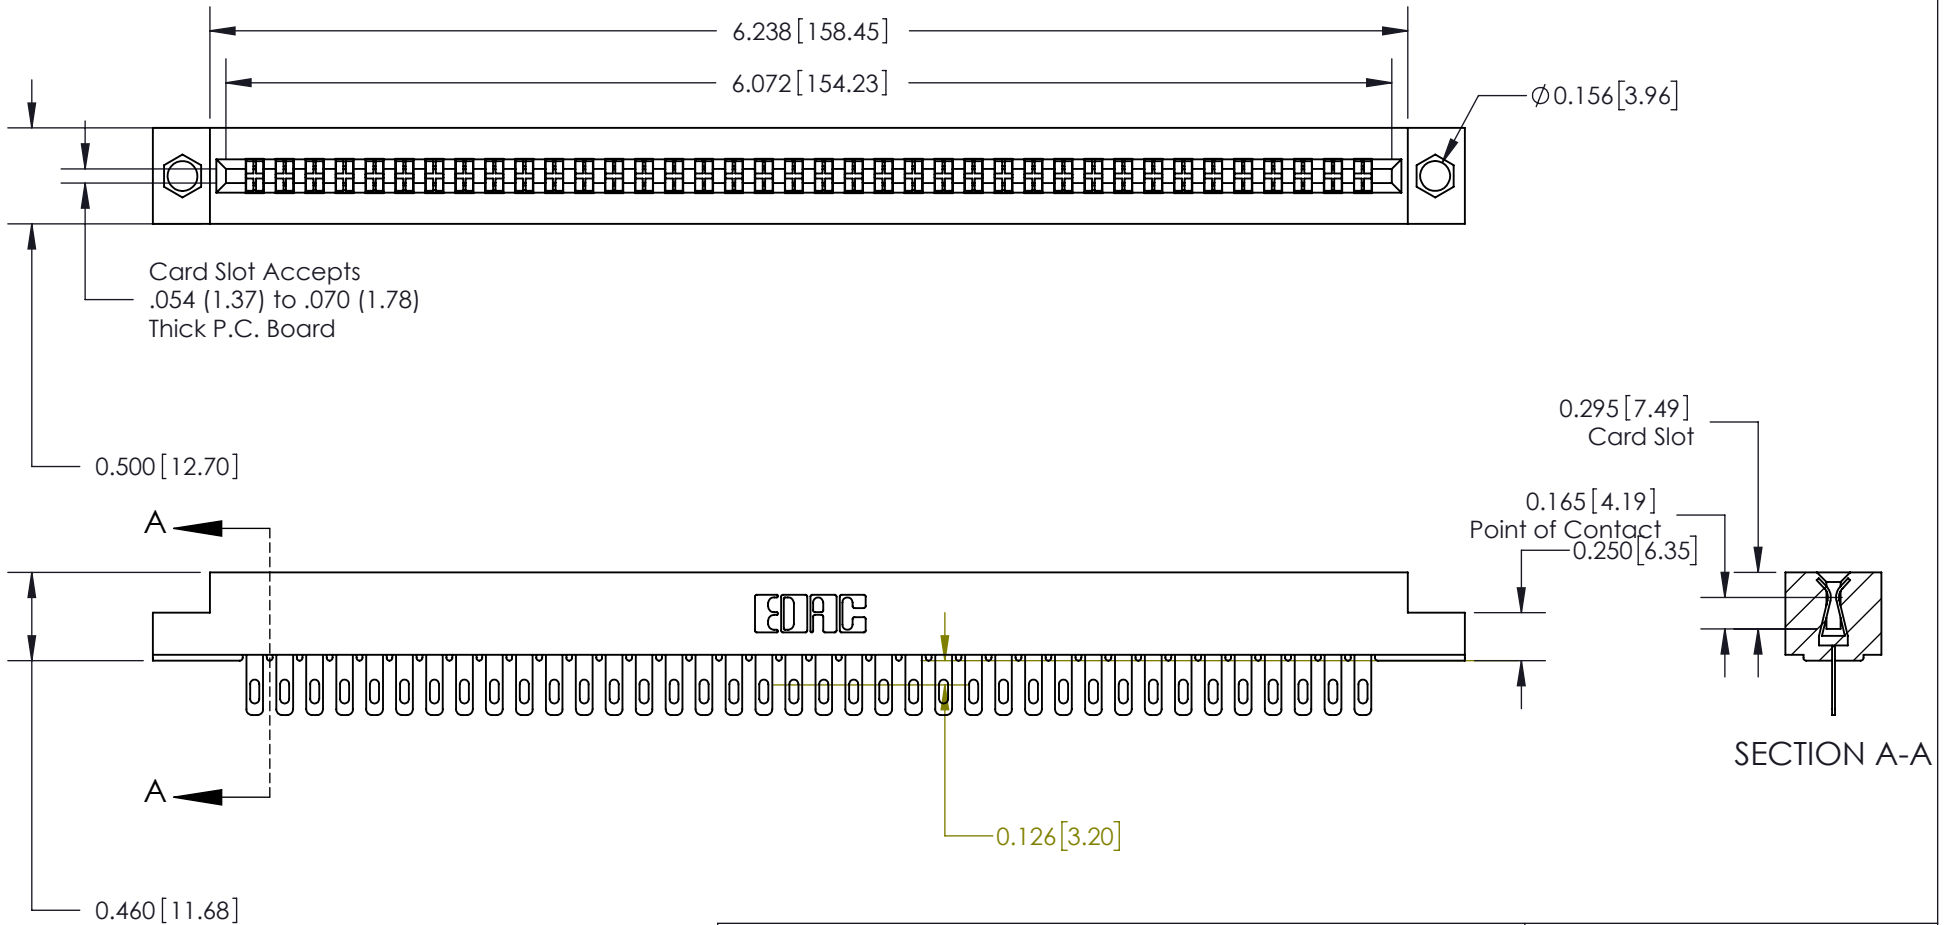 6.238[158.45]
6.072[154.23]
Ø0.156[3.96]
Card Slot Accepts
.054 (1.37) to .070 (1.78)
Thick P.C. Board
0.295[7.49]
Card Slot
0.500[12.70]
0.165[4.19]
Point of Contact
0.250[6.35]
A
EDAC
SECTION A-A
A
0.126[3.20]
0.460[11.68]